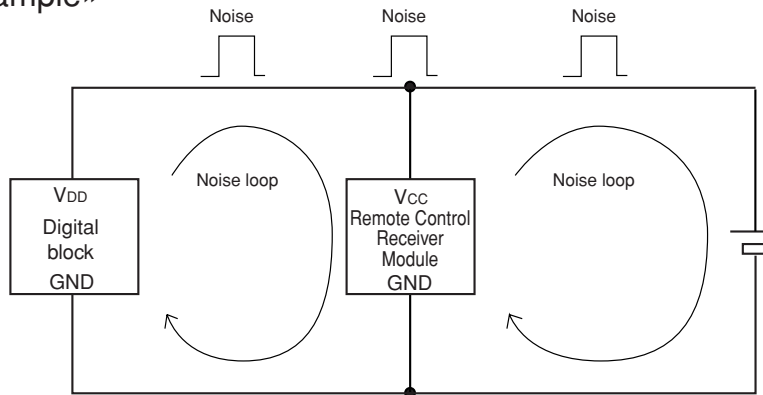 ample»
Noise Noise Noise
Noise loop Noise loop
VDD
Digital
block
GND
VCC
Remote Control
Receiver
Module
GND